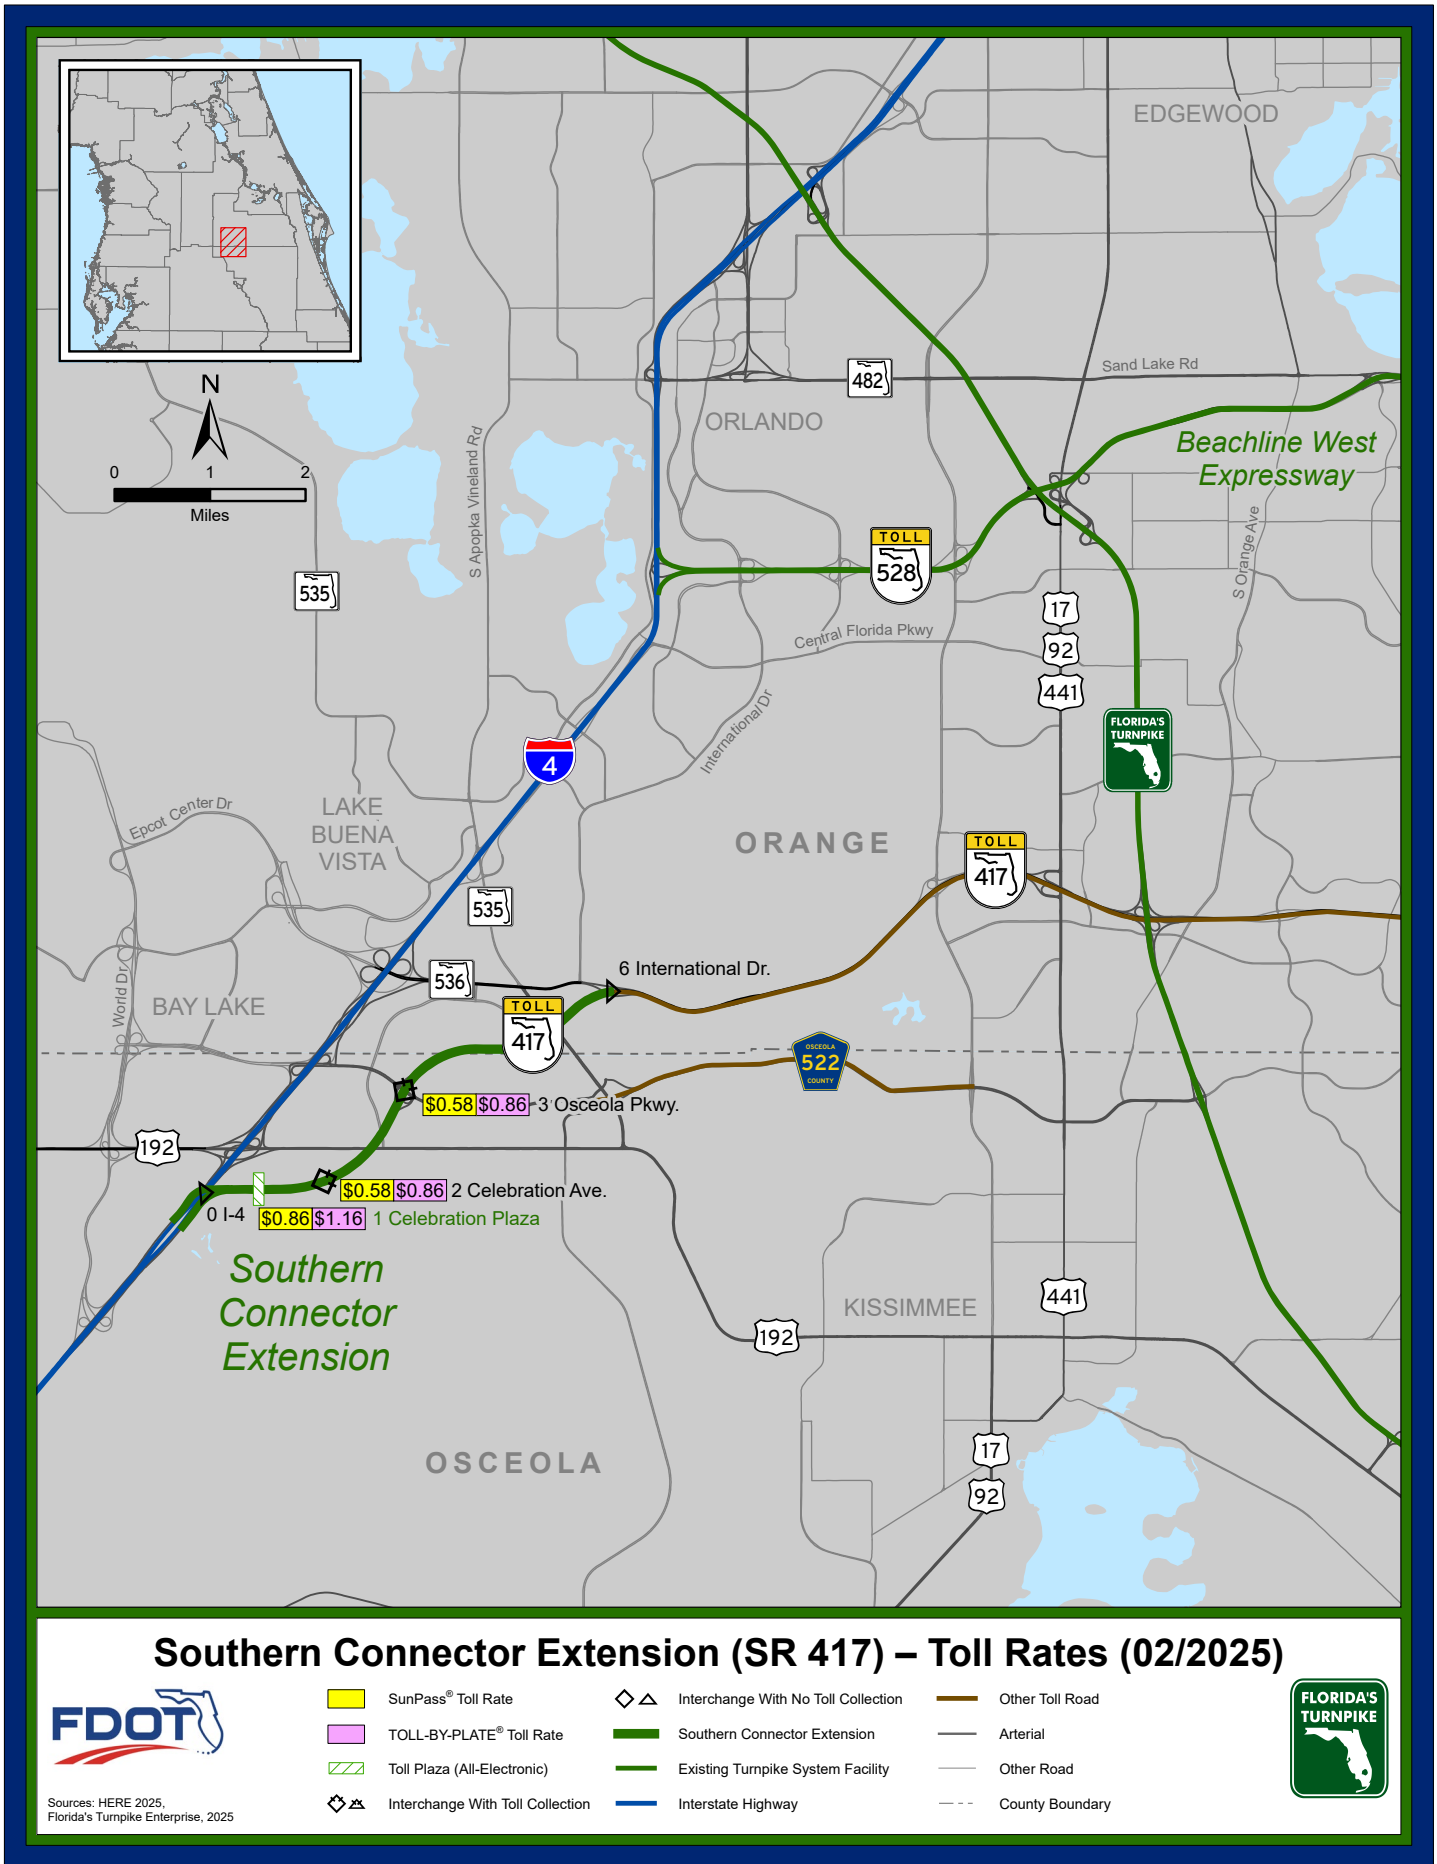 EDGEWOOD
N
0 1 2
Miles
482
Sand Lake Rd
ORLANDO
Beachline West
Expressway
S Apopka Vineland Rd
S Orange Ave
TOLL
528
535
17
92
441
Central Florida Pkwy
International Dr
FLORIDA'S
TURNPIKE
4
Epcot Center Dr
LAKE
BUENA
VISTA
ORANGE
TOLL
417
535
World Dr
BAY LAKE
536
6 International Dr.
TOLL
417
OSCEOLA
522
COUNTY
$0.58 $0.86 3 Osceola Pkwy.
192
$0.58 $0.86 2 Celebration Ave.
0 I-4
$0.86 $1.16 1 Celebration Plaza
Southern
Connector
Extension
KISSIMMEE
441
192
OSCEOLA
17
92
Southern Connector Extension (SR 417) – Toll Rates (02/2025)
FDOT
Sources: HERE 2025,
Florida's Turnpike Enterprise, 2025
SunPass® Toll Rate
TOLL-BY-PLATE® Toll Rate
Toll Plaza (All-Electronic)
Interchange With Toll Collection
Interchange With No Toll Collection
Southern Connector Extension
Existing Turnpike System Facility
Interstate Highway
Other Toll Road
Arterial
Other Road
County Boundary
FLORIDA'S
TURNPIKE